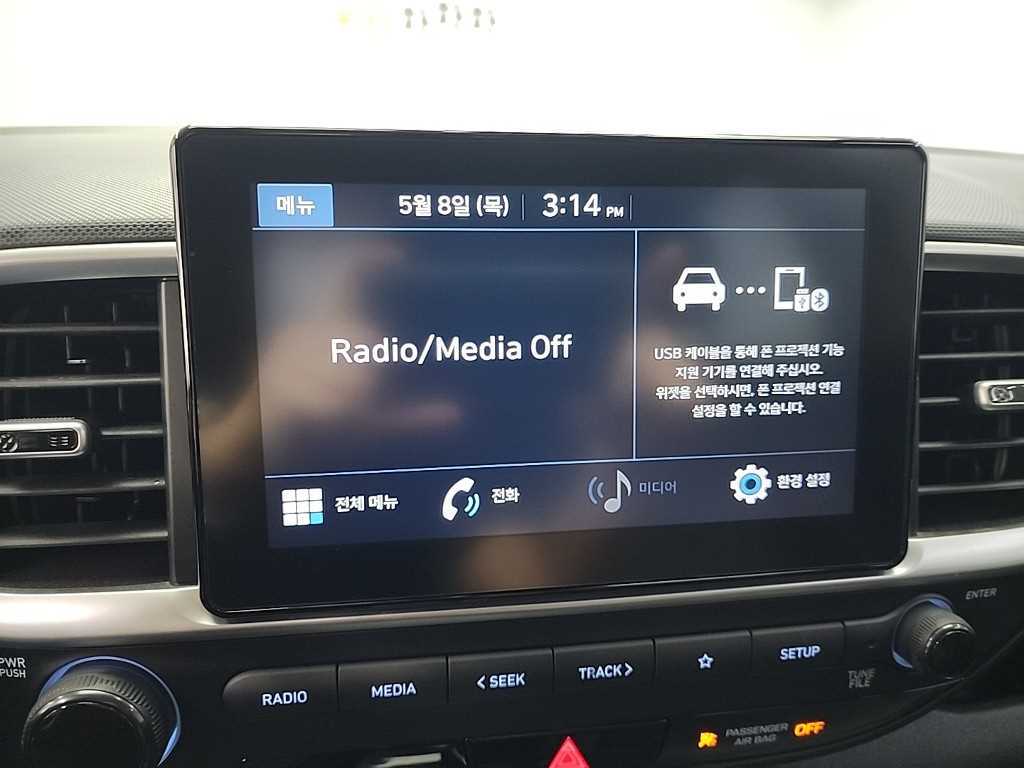 메뉴
5월 8일 (목) 3:14 PM
Radio/Media Off
USB 케이블을 통해 폰 프로젝션 기능
지원 기기를 연결해 주십시오.
위젯을 선택하시면, 폰 프로젝션 연결
설정을 할 수 있습니다.
전체 메뉴
전화
미디어
환경 설정
ENTER
PWR
PUSH
RADIO
MEDIA
< SEEK
TRACK >
SETUP
TUNE
FILE
PASSENGER
AIR BAG
OFF